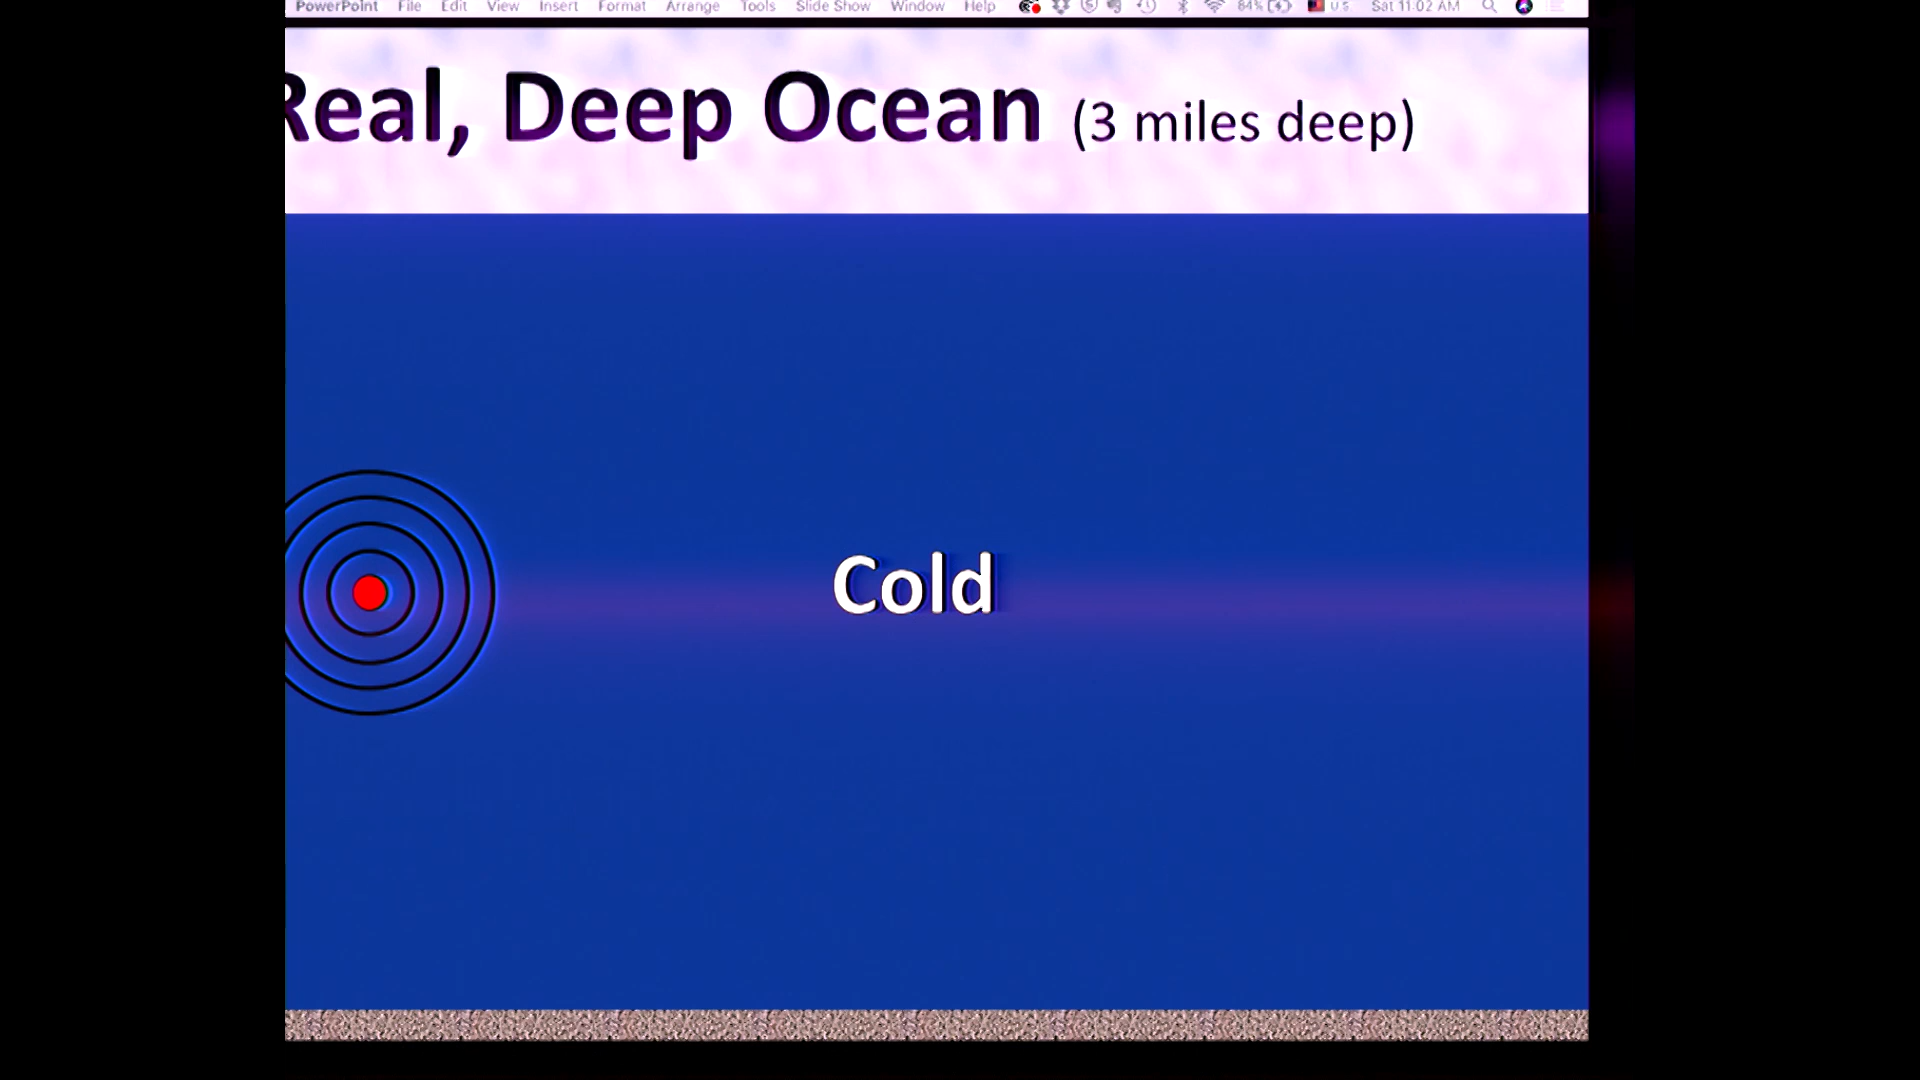 PowerPoint File Edit View Insert Format Arrange Tools Slide Show Window Help 84% U S Sat 11:02 AM
Real, Deep Ocean (3 miles deep)
Cold